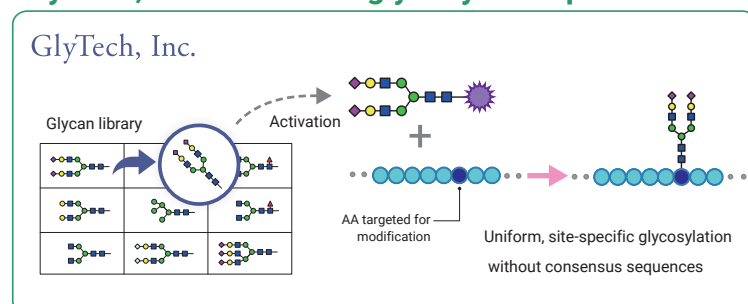 GlyTech, Inc.
Glycan library
Activation
AA targeted for
modification
Uniform, site-specific glycosylation
without consensus sequences